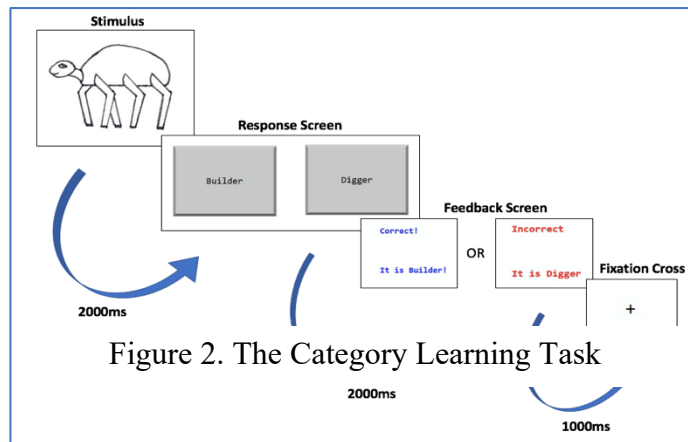 Stimulus
Response Screen
Builder
Digger
Feedback Screen
Correct!
It is Builder!
OR
Incorrect
It is Digger
Fixation Cross
+
2000ms
Figure 2. The Category Learning Task
2000ms
1000ms